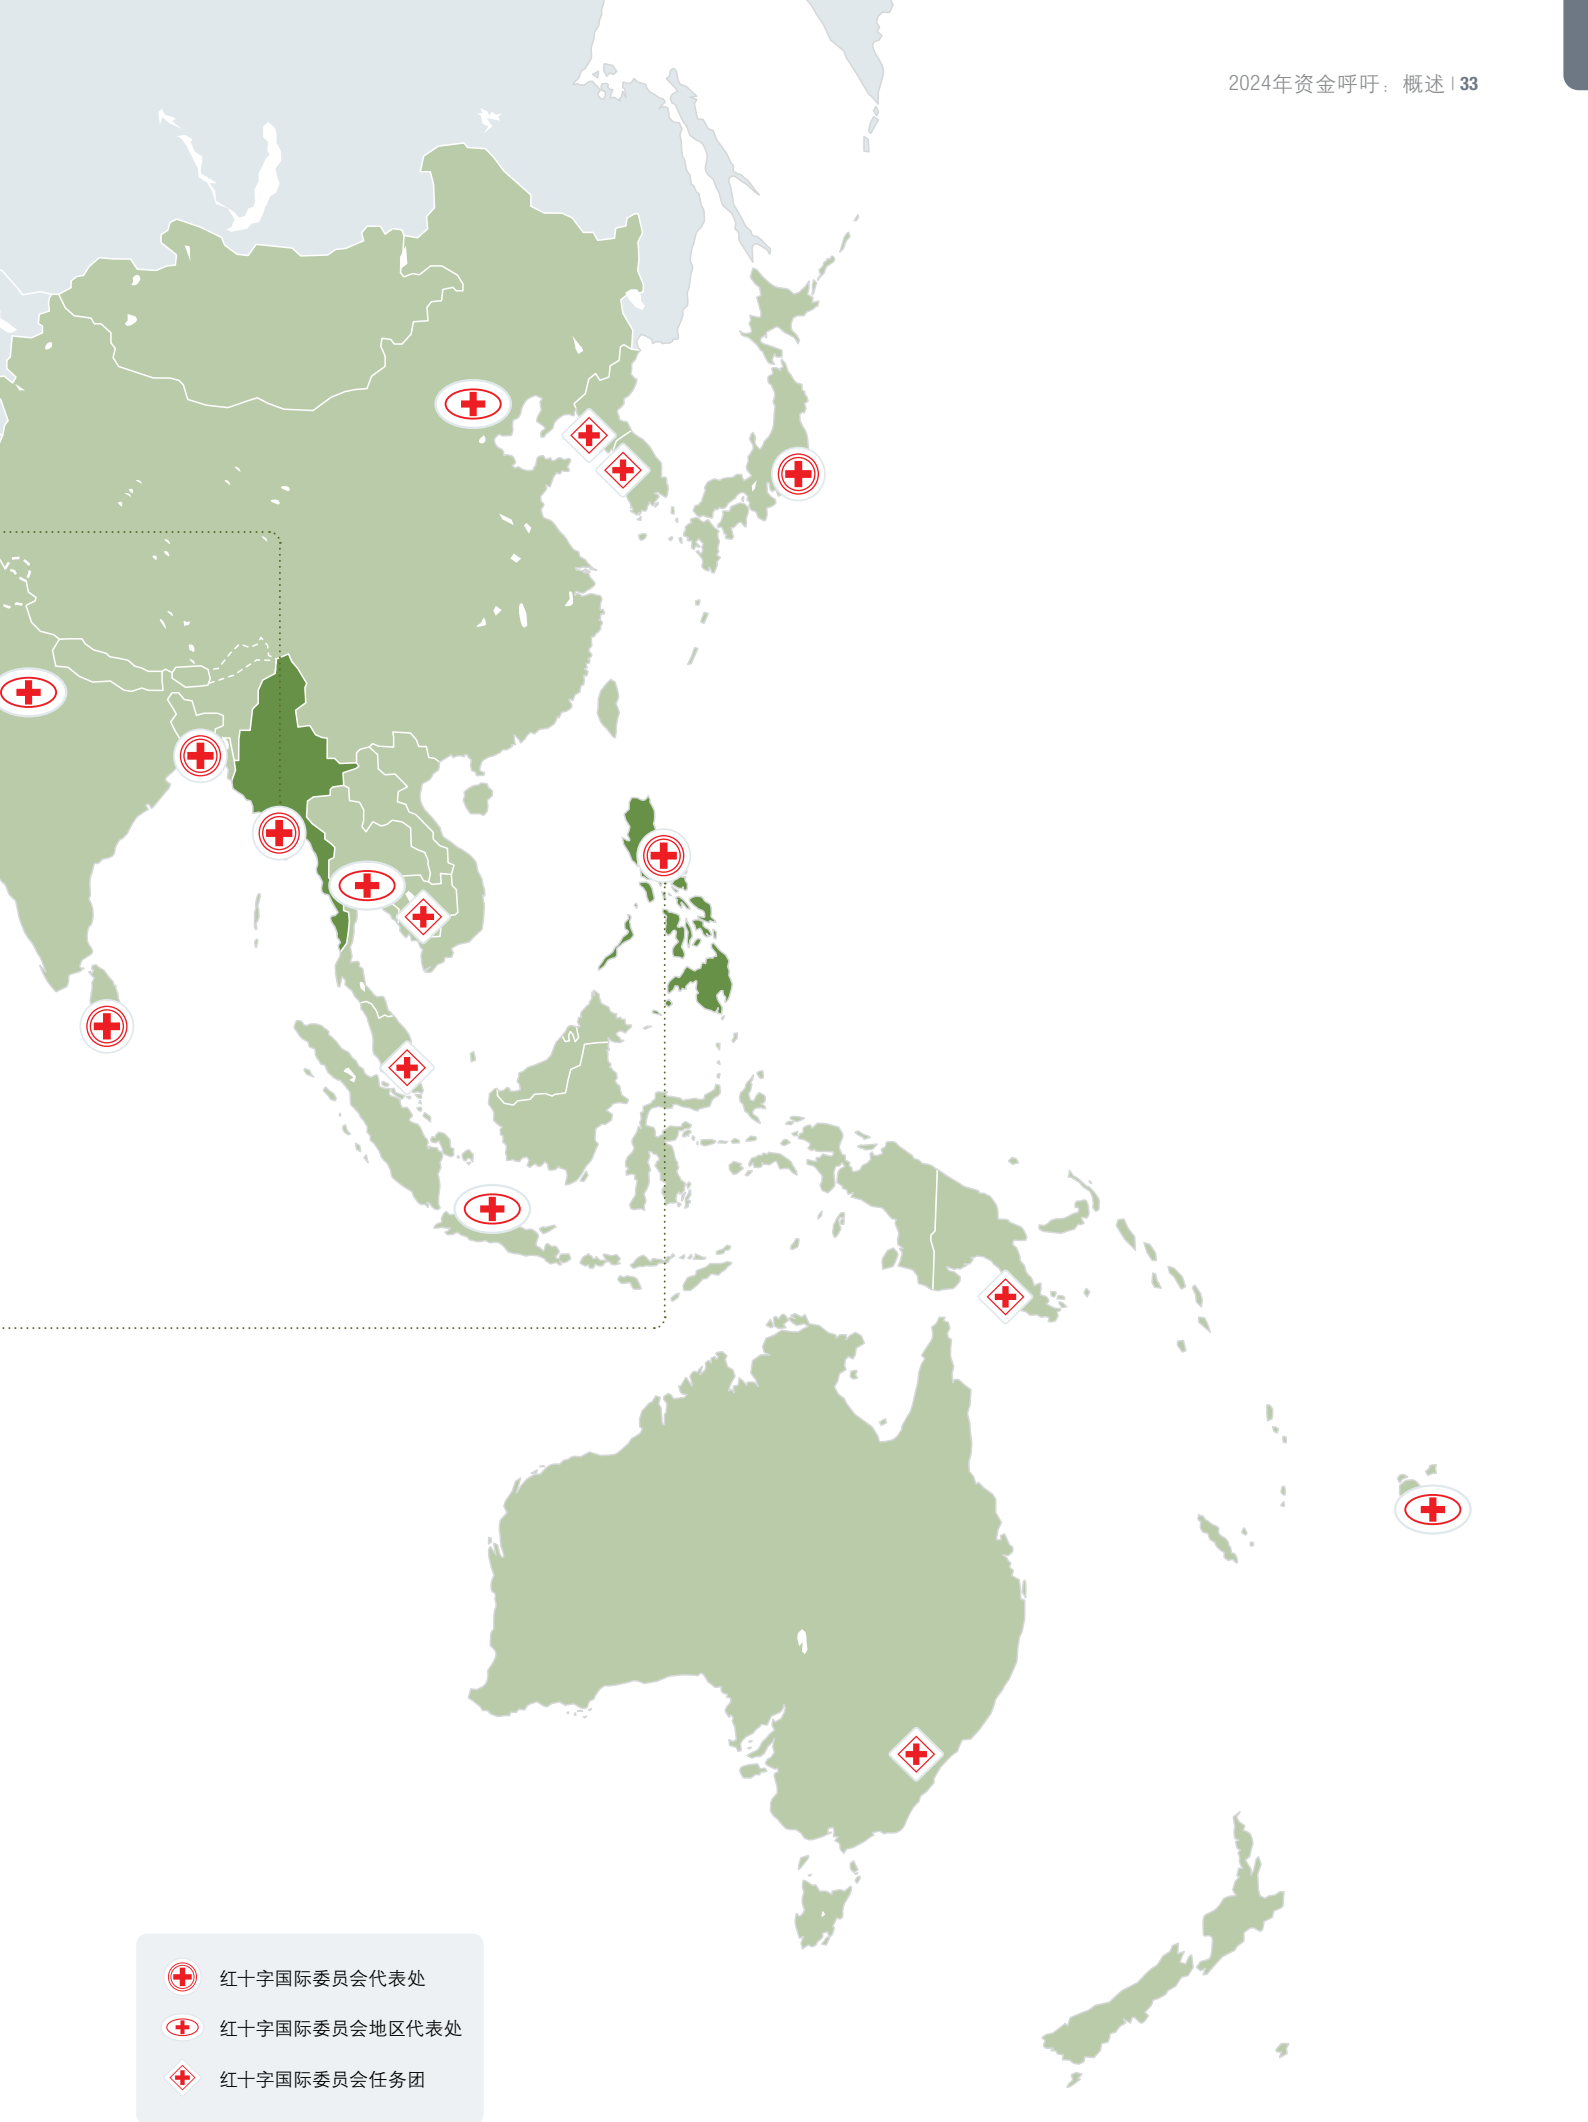 2024年资金呼吁：概述 | 33
红十字国际委员会代表处
红十字国际委员会地区代表处
红十字国际委员会任务团